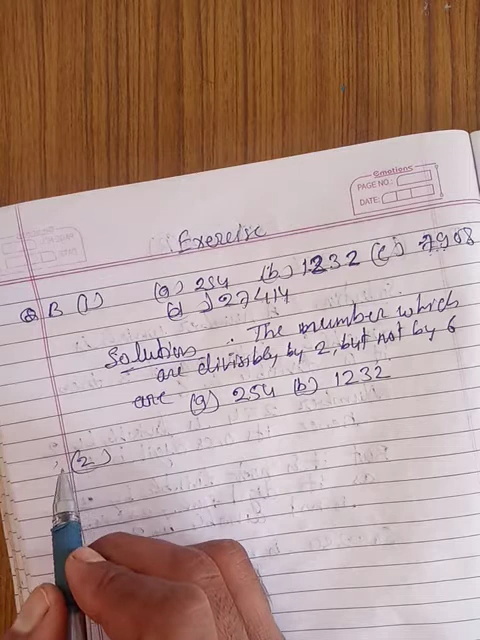 Emotions
PAGE NO.:
DATE:
Exercise
B (1) (a) 254 (b) 1232 (c) 7908
(d) 27414
Solution. The number which
are divisibly by 2, but not by 6
are (a) 254 (b) 1232
(2)